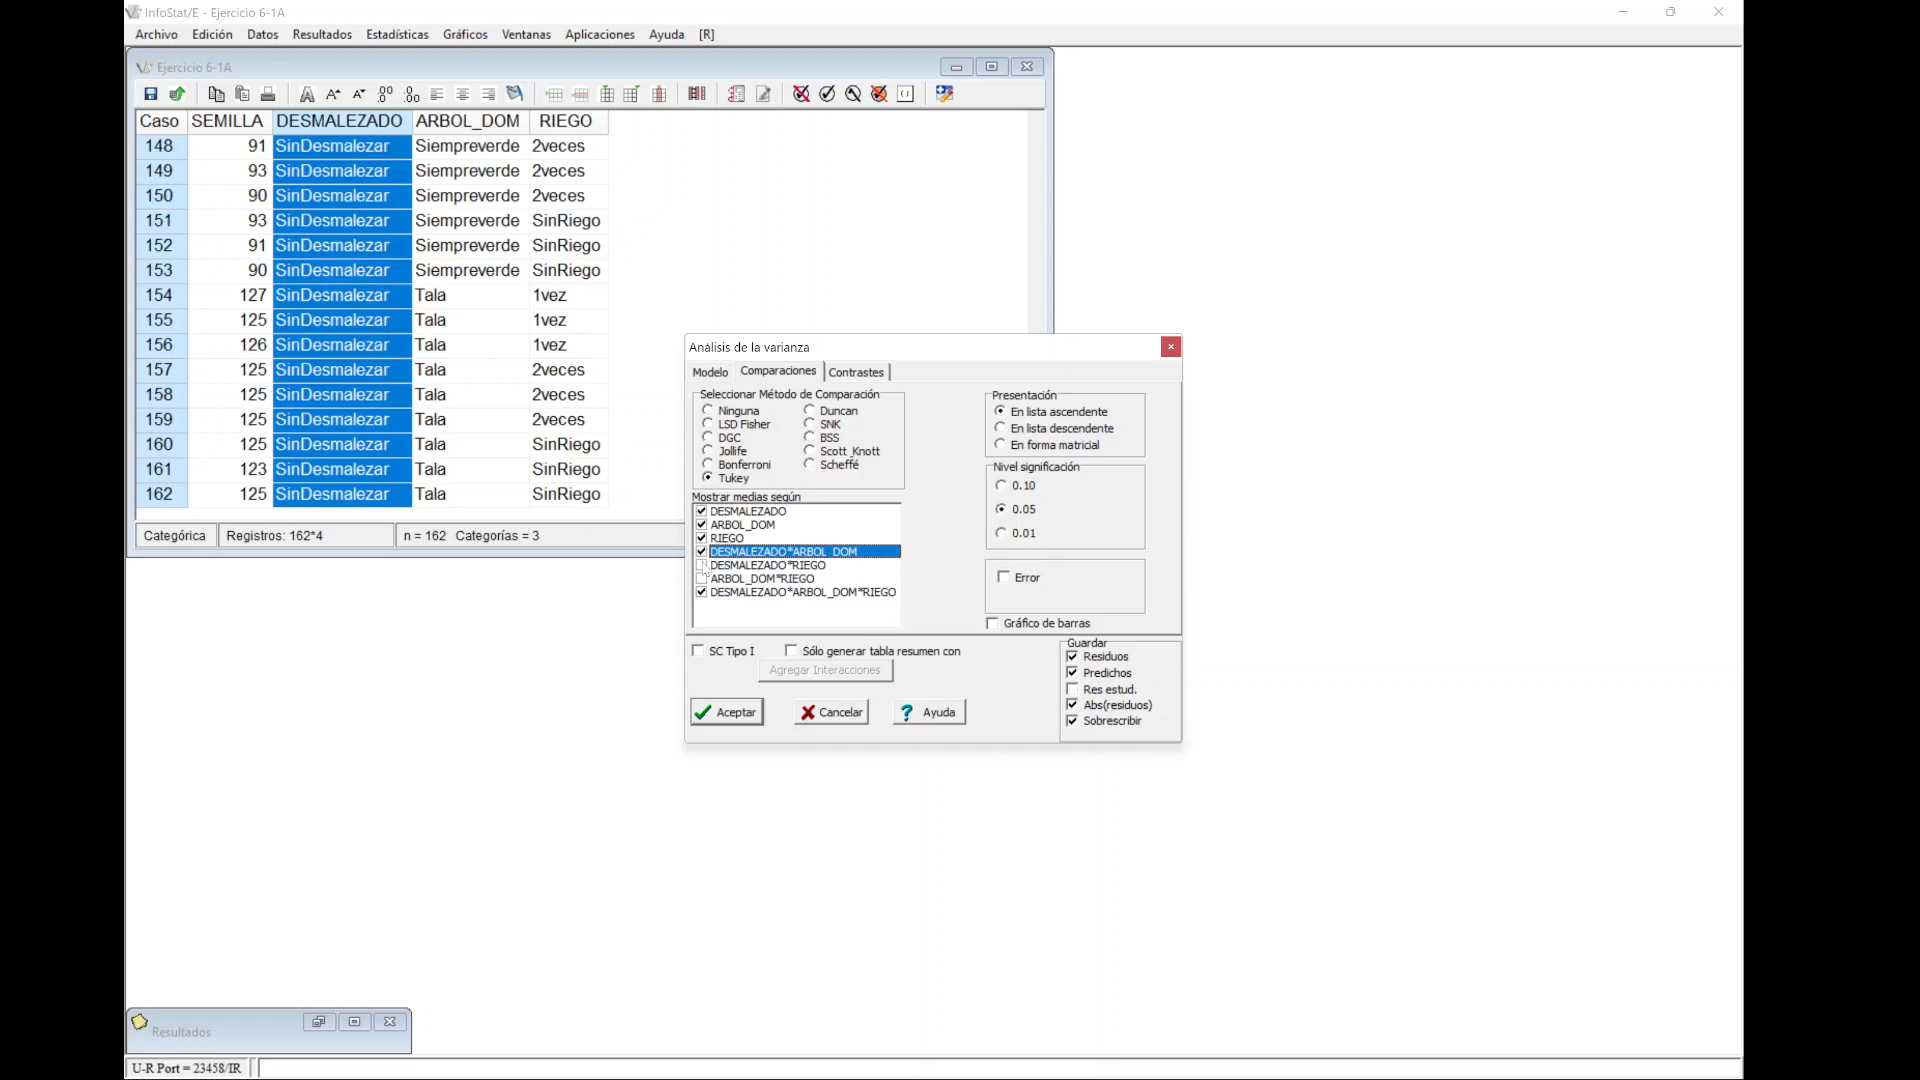 InfoStat/E - Ejercicio 6-1A
Archivo Edición Datos Resultados Estadísticas Gráficos Ventanas Aplicaciones Ayuda [R]
Ejercicio 6-1A
Caso SEMILLA DESMALEZADO ARBOL_DOM RIEGO
148 91 SinDesmalezar Siempreverde 2veces
149 93 SinDesmalezar Siempreverde 2veces
150 90 SinDesmalezar Siempreverde 2veces
151 93 SinDesmalezar Siempreverde SinRiego
152 91 SinDesmalezar Siempreverde SinRiego
153 90 SinDesmalezar Siempreverde SinRiego
154 127 SinDesmalezar Tala 1vez
155 125 SinDesmalezar Tala 1vez
156 126 SinDesmalezar Tala 1vez
157 125 SinDesmalezar Tala 2veces
158 125 SinDesmalezar Tala 2veces
159 125 SinDesmalezar Tala 2veces
160 125 SinDesmalezar Tala SinRiego
161 123 SinDesmalezar Tala SinRiego
162 125 SinDesmalezar Tala SinRiego
Categórica Registros: 162*4 n = 162 Categorías = 3
Análisis de la varianza
Modelo Comparaciones Contrastes
Seleccionar Método de Comparación
Ninguna Duncan
LSD Fisher SNK
DGC BSS
Jollife Scott_Knott
Bonferroni Scheffé
Tukey
Presentación
En lista ascendente
En lista descendente
En forma matricial
Nivel significación
0.10
0.05
0.01
Mostrar medias según
DESMALEZADO
ARBOL_DOM
RIEGO
DESMALEZADO*ARBOL_DOM
DESMALEZADO*RIEGO
ARBOL_DOM*RIEGO
DESMALEZADO*ARBOL_DOM*RIEGO
Error
Gráfico de barras
SC Tipo I Sólo generar tabla resumen con
Agregar Interacciones
Guardar
Residuos
Predichos
Res estud.
Abs(residuos)
Sobrescribir
Aceptar Cancelar Ayuda
Resultados
U-R Port = 23458/IR